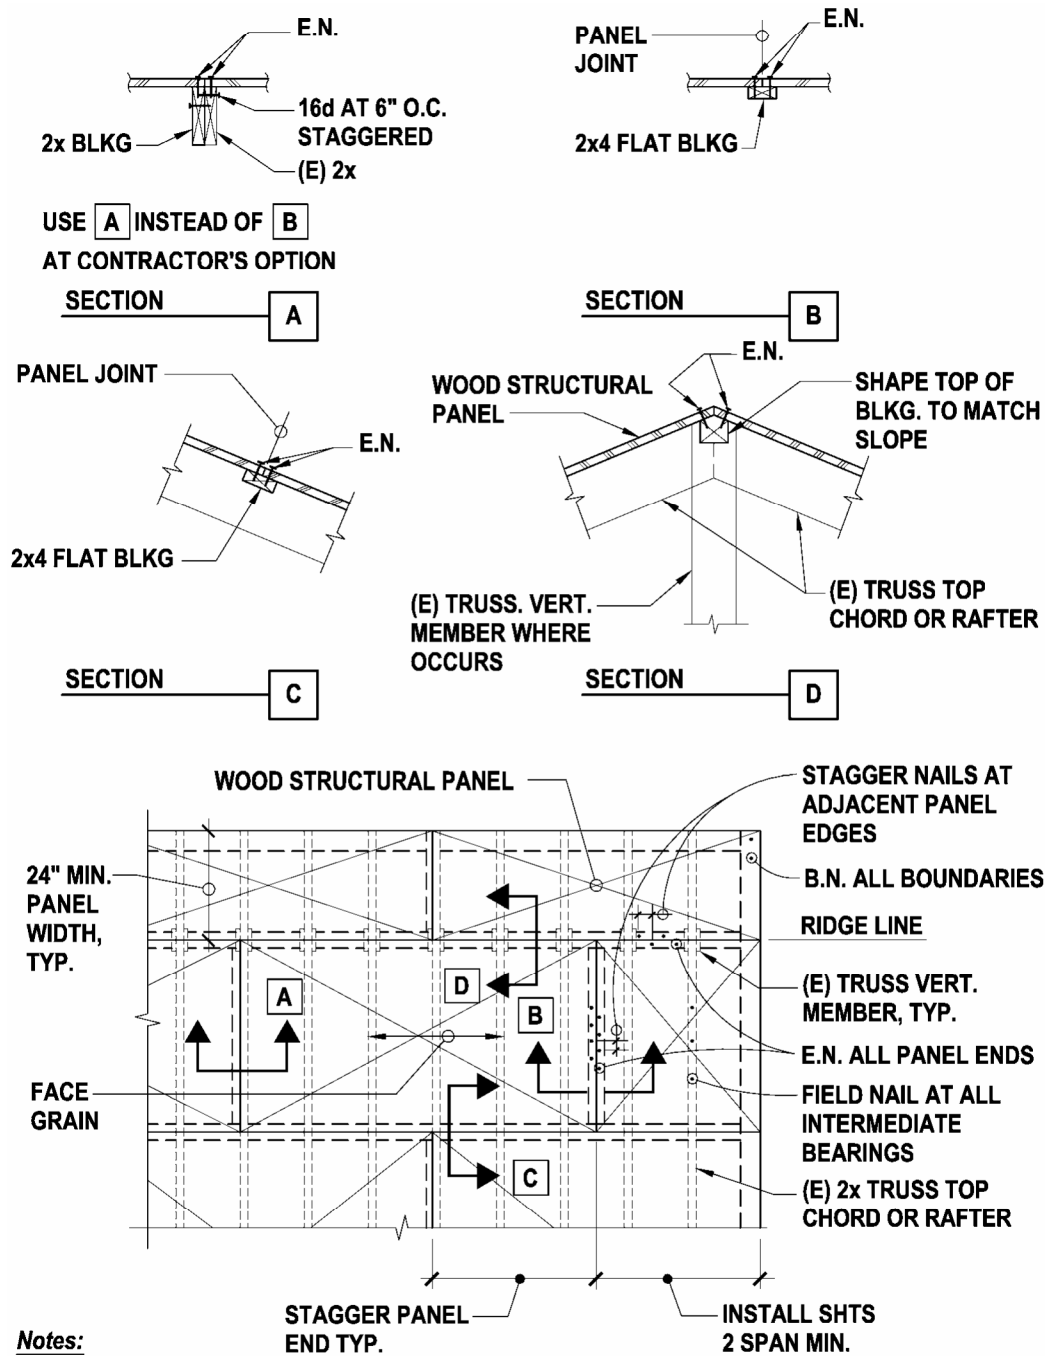 E.N.
16d AT 6" O.C.
STAGGERED
2x BLKG
(E) 2x
USE A INSTEAD OF B
AT CONTRACTOR'S OPTION
SECTION A
E.N.
PANEL
JOINT
2x4 FLAT BLKG
SECTION B
PANEL JOINT
E.N.
2x4 FLAT BLKG
SECTION C
E.N.
WOOD STRUCTURAL
PANEL
SHAPE TOP OF
BLKG. TO MATCH
SLOPE
(E) TRUSS. VERT.
MEMBER WHERE
OCCURS
(E) TRUSS TOP
CHORD OR RAFTER
SECTION D
WOOD STRUCTURAL PANEL
STAGGER NAILS AT
ADJACENT PANEL
EDGES
24" MIN.
PANEL
WIDTH,
TYP.
B.N. ALL BOUNDARIES
RIDGE LINE
A
D
B
(E) TRUSS VERT.
MEMBER, TYP.
E.N. ALL PANEL ENDS
FACE
GRAIN
FIELD NAIL AT ALL
INTERMEDIATE
BEARINGS
C
(E) 2x TRUSS TOP
CHORD OR RAFTER
STAGGER PANEL
END TYP.
INSTALL SHTS
2 SPAN MIN.
Notes: